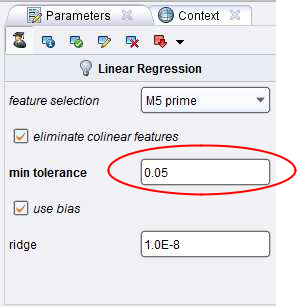 Parameters
Context
Linear Regression
feature selection
M5 prime
eliminate colinear features
min tolerance
0.05
use bias
ridge
1.0E-8